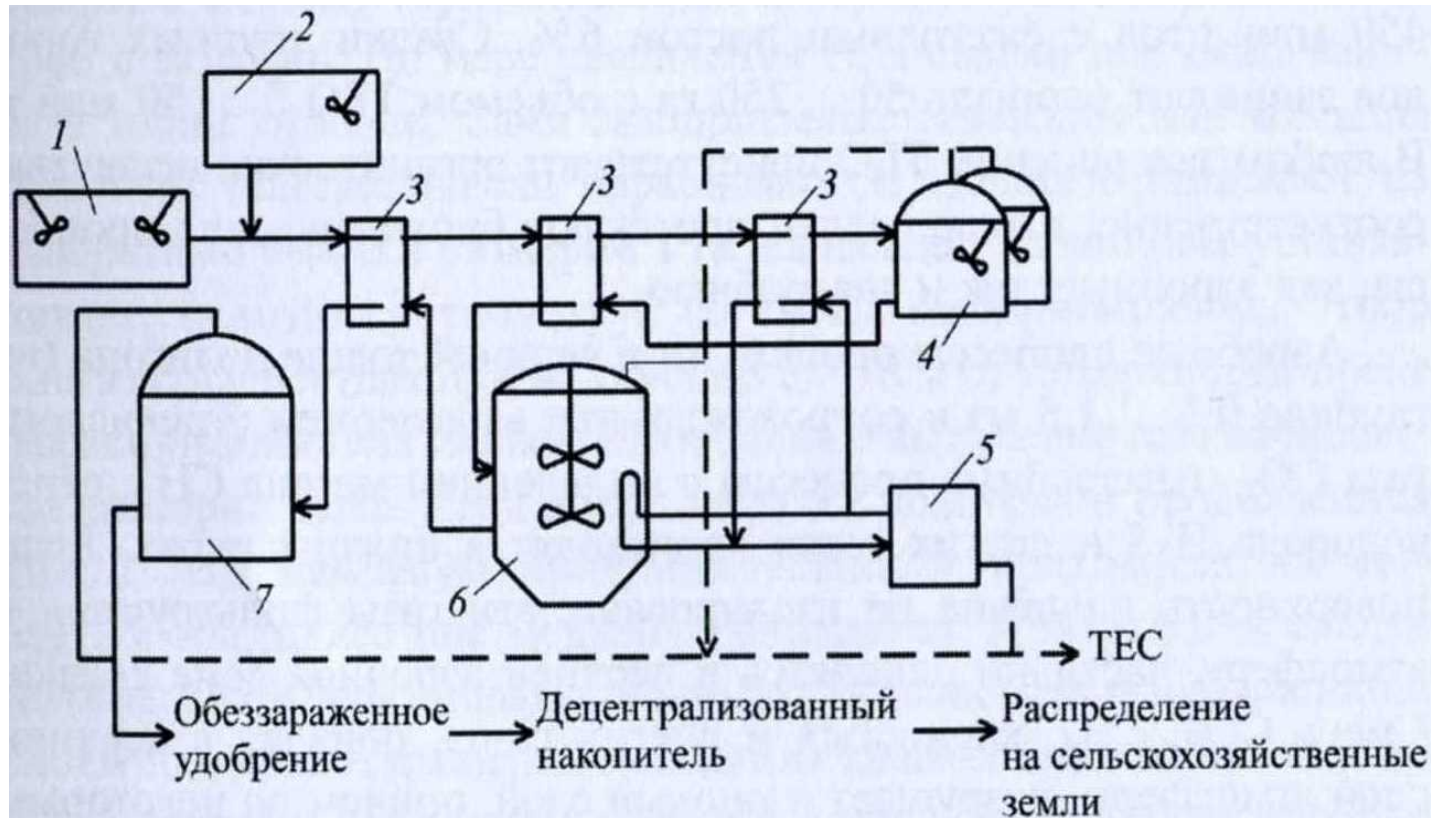 2
1
3
3
3
4
5
6
7
ТЕС
Обеззараженное
удобрение
Децентрализованный
накопитель
Распределение
на сельскохозяйственные
земли